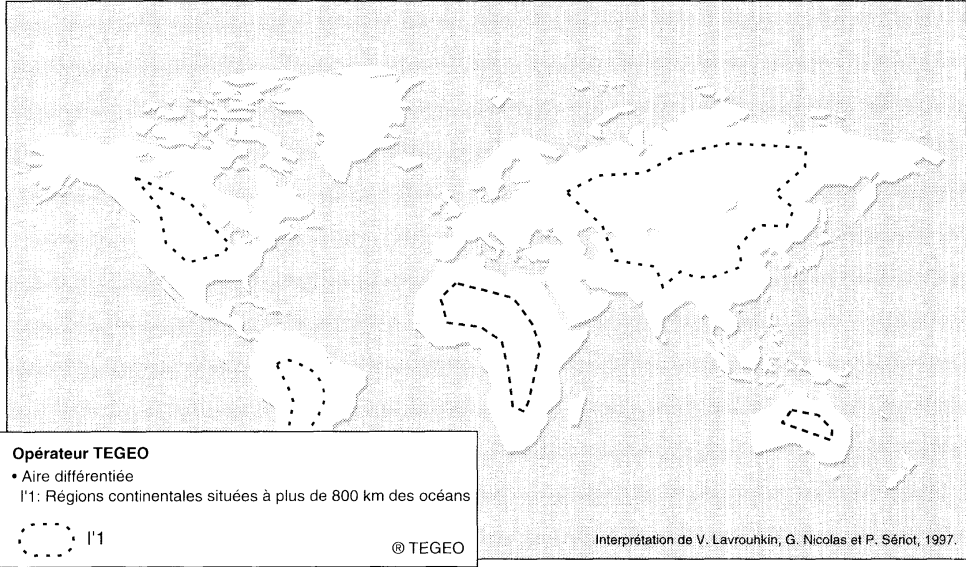 Opérateur TEGEO
• Aire différentiée
l'1: Régions continentales situées à plus de 800 km des océans
l'1
® TEGEO
Interprétation de V. Lavrouhkin, G. Nicolas et P. Sériot, 1997.